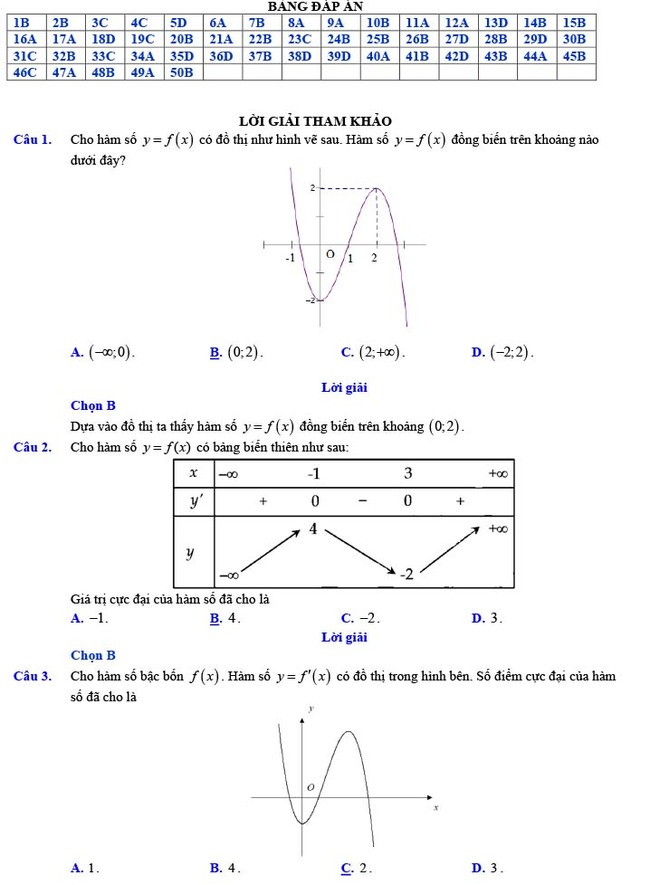 BẢNG ĐÁP ÁN
1B 2B 3C 4C 5D 6A 7B 8A 9A 10B 11A 12A 13D 14B 15B
16A 17A 18D 19C 20B 21A 22B 23C 24B 25B 26B 27D 28B 29D 30B
31C 32B 33C 34A 35D 36D 37B 38D 39D 40A 41B 42D 43B 44A 45B
46C 47A 48B 49A 50B
LỜI GIẢI THAM KHẢO
Câu 1. Cho hàm số y = f(x) có đồ thị như hình vẽ sau. Hàm số y = f(x) đồng biến trên khoảng nào
dưới đây?
2
-1 O 1 2
-2
A. (−∞;0). B. (0;2). C. (2;+∞). D. (−2;2).
Lời giải
Chọn B
Dựa vào đồ thị ta thấy hàm số y = f(x) đồng biến trên khoảng (0;2).
Câu 2. Cho hàm số y = f(x) có bảng biến thiên như sau:
x −∞ -1 3 +∞
y′ + 0 − 0 +
4 +∞
y
−∞ -2
Giá trị cực đại của hàm số đã cho là
A. −1. B. 4. C. −2. D. 3.
Lời giải
Chọn B
Câu 3. Cho hàm số bậc bốn f(x). Hàm số y = f′(x) có đồ thị trong hình bên. Số điểm cực đại của hàm
số đã cho là
y
O
x
A. 1. B. 4. C. 2. D. 3.